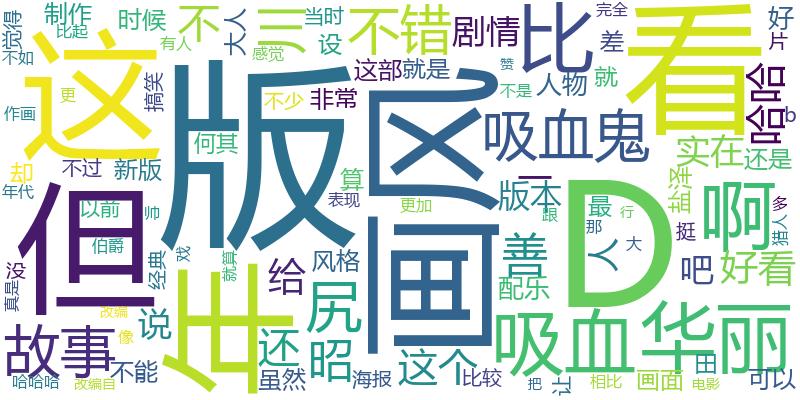 觉得
不如
制作
比起
时候
有人
不
大人
川
当时
设
感觉
不错
剧情
比
完全
差
看
好
片
这
作画
更
搞笑
版
不少
非常
这部
就是
区
赞
不是
人物
就
哈哈
b
却
年代
不过
新版
何其
算
表现
吸血鬼
一
版本
跟
实在
还是
盐泽
但
以前
伯爵
帅
经典
戏
就算
年
给
风格
更加
画
善
配乐
D
最
那
人
行
大
挺
啊
多
猎人
真是
没
改编
像
说
还
尻
昭
吧
好看
故事
哈哈哈
改编自
不能
虽然
海报
这个
比较
吸血
华丽
把
让
相比
画面
田
电影
可以